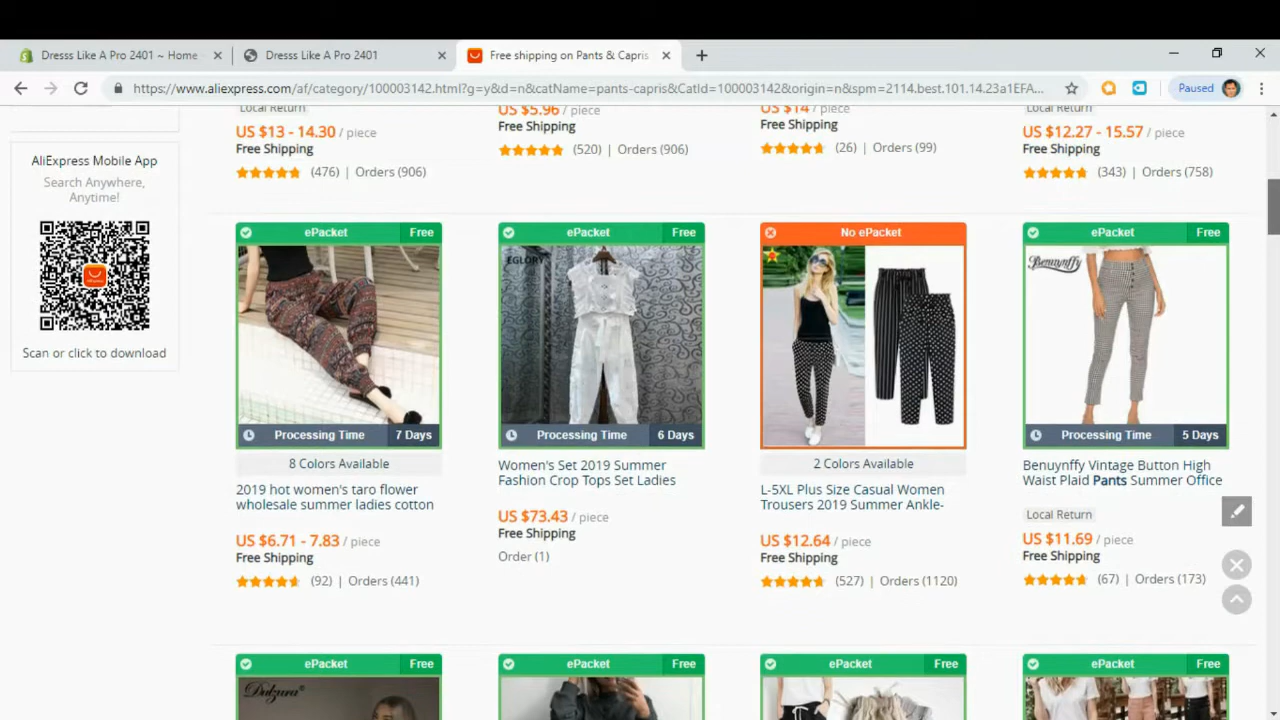 Dresss Like A Pro 2401 ~ Home
Dresss Like A Pro 2401
Free shipping on Pants & Capris
https://www.aliexpress.com/af/category/100003142.html?g=y&d=n&catName=pants-capris&CatId=100003142&origin=n&spm=2114.best.101.14.23a1EFA...
Paused
Local Return
US $13 - 14.30 / piece
Free Shipping
(476) | Orders (906)
US $5.96 / piece
Free Shipping
(520) | Orders (906)
US $14 / piece
Free Shipping
(26) | Orders (99)
Local Return
US $12.27 - 15.57 / piece
Free Shipping
(343) | Orders (758)
AliExpress Mobile App
Search Anywhere,
Anytime!
Scan or click to download
ePacket Free
Processing Time 7 Days
8 Colors Available
2019 hot women's taro flower
wholesale summer ladies cotton
US $6.71 - 7.83 / piece
Free Shipping
(92) | Orders (441)
ePacket Free
EGLORY
Processing Time 6 Days
Women's Set 2019 Summer
Fashion Crop Tops Set Ladies
US $73.43 / piece
Free Shipping
Order (1)
No ePacket
2 Colors Available
L-5XL Plus Size Casual Women
Trousers 2019 Summer Ankle-
US $12.64 / piece
Free Shipping
(527) | Orders (1120)
ePacket Free
Benuynffy
Processing Time 5 Days
Benuynffy Vintage Button High
Waist Plaid Pants Summer Office
Local Return
US $11.69 / piece
Free Shipping
(67) | Orders (173)
ePacket Free
Dulzura
ePacket Free
ePacket Free
ePacket Free